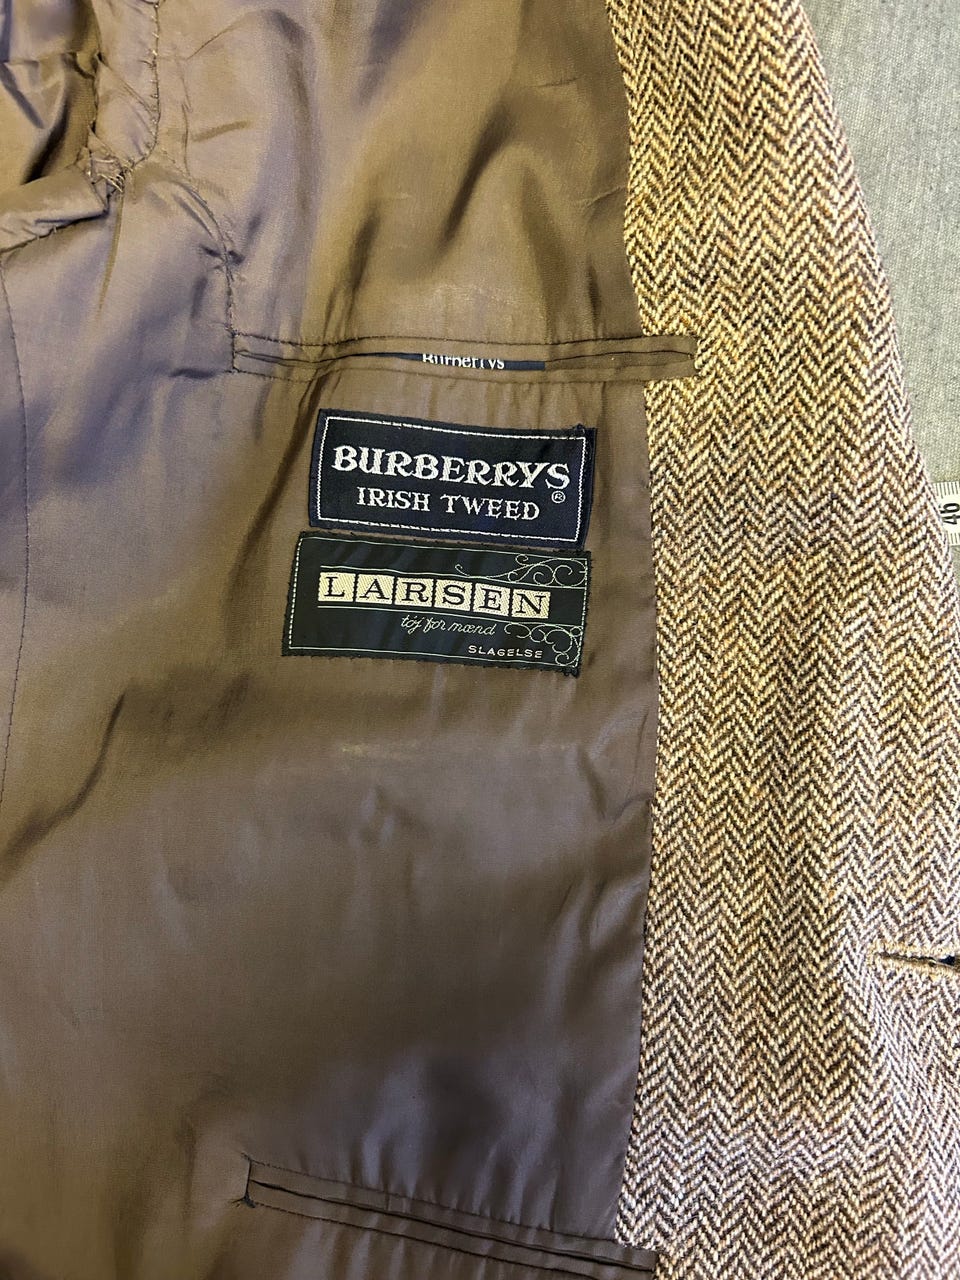 Burberrys
BURBERRYS
®
IRISH TWEED
LARSEN
tøj for mænd
SLAGELSE
46